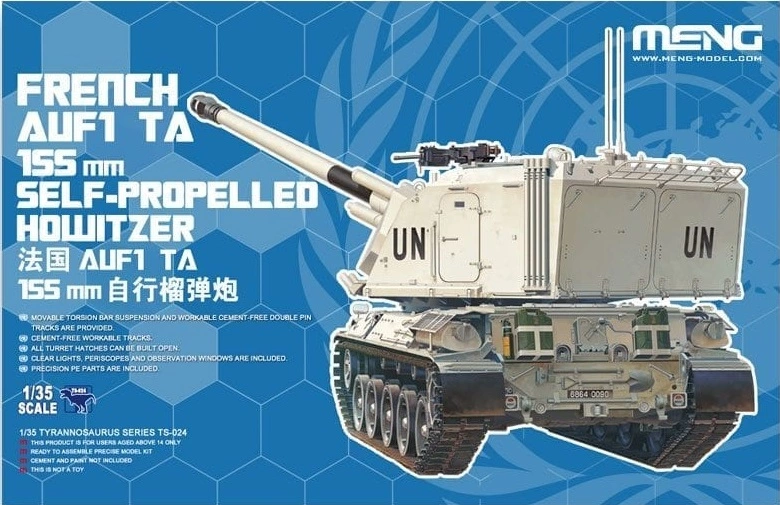 MENG
WWW.MENG-MODEL.COM
FRENCH
AUF1 TA
155 mm
SELF-PROPELLED
HOWITZER
法国 AUF1 TA
155 mm 自行榴弹炮
MOVABLE TORSION BAR SUSPENSION AND WORKABLE CEMENT-FREE DOUBLE PIN
TRACKS ARE PROVIDED.
CEMENT-FREE WORKABLE TRACKS.
ALL TURRET HATCHES CAN BE BUILT OPEN.
CLEAR LIGHTS, PERISCOPES AND OBSERVATION WINDOWS ARE INCLUDED.
PRECISION PE PARTS ARE INCLUDED.
1/35
SCALE
TS-024
1/35 TYRANNOSAURUS SERIES TS-024
THIS PRODUCT IS FOR USERS AGED ABOVE 14 ONLY
READY TO ASSEMBLE PRECISE MODEL KIT
CEMENT AND PAINT NOT INCLUDED
THIS IS NOT A TOY
UN
UN
6864 0090